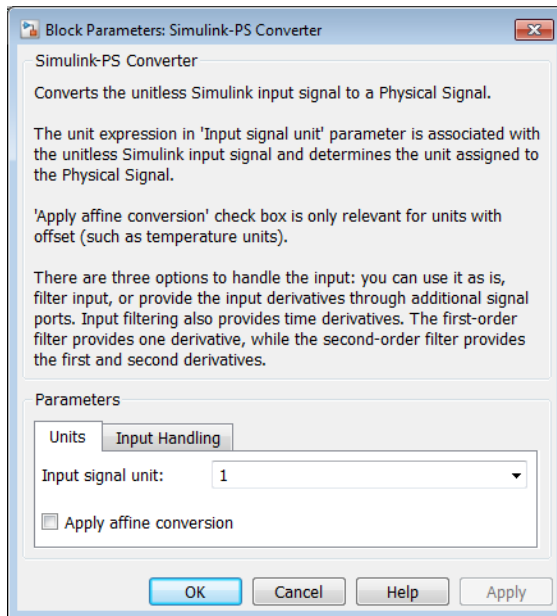 Block Parameters: Simulink-PS Converter
Simulink-PS Converter
Converts the unitless Simulink input signal to a Physical Signal.
The unit expression in 'Input signal unit' parameter is associated with
the unitless Simulink input signal and determines the unit assigned to
the Physical Signal.
'Apply affine conversion' check box is only relevant for units with
offset (such as temperature units).
There are three options to handle the input: you can use it as is,
filter input, or provide the input derivatives through additional signal
ports. Input filtering also provides time derivatives. The first-order
filter provides one derivative, while the second-order filter provides
the first and second derivatives.
Parameters
Units Input Handling
Input signal unit: 1
Apply affine conversion
OK Cancel Help Apply